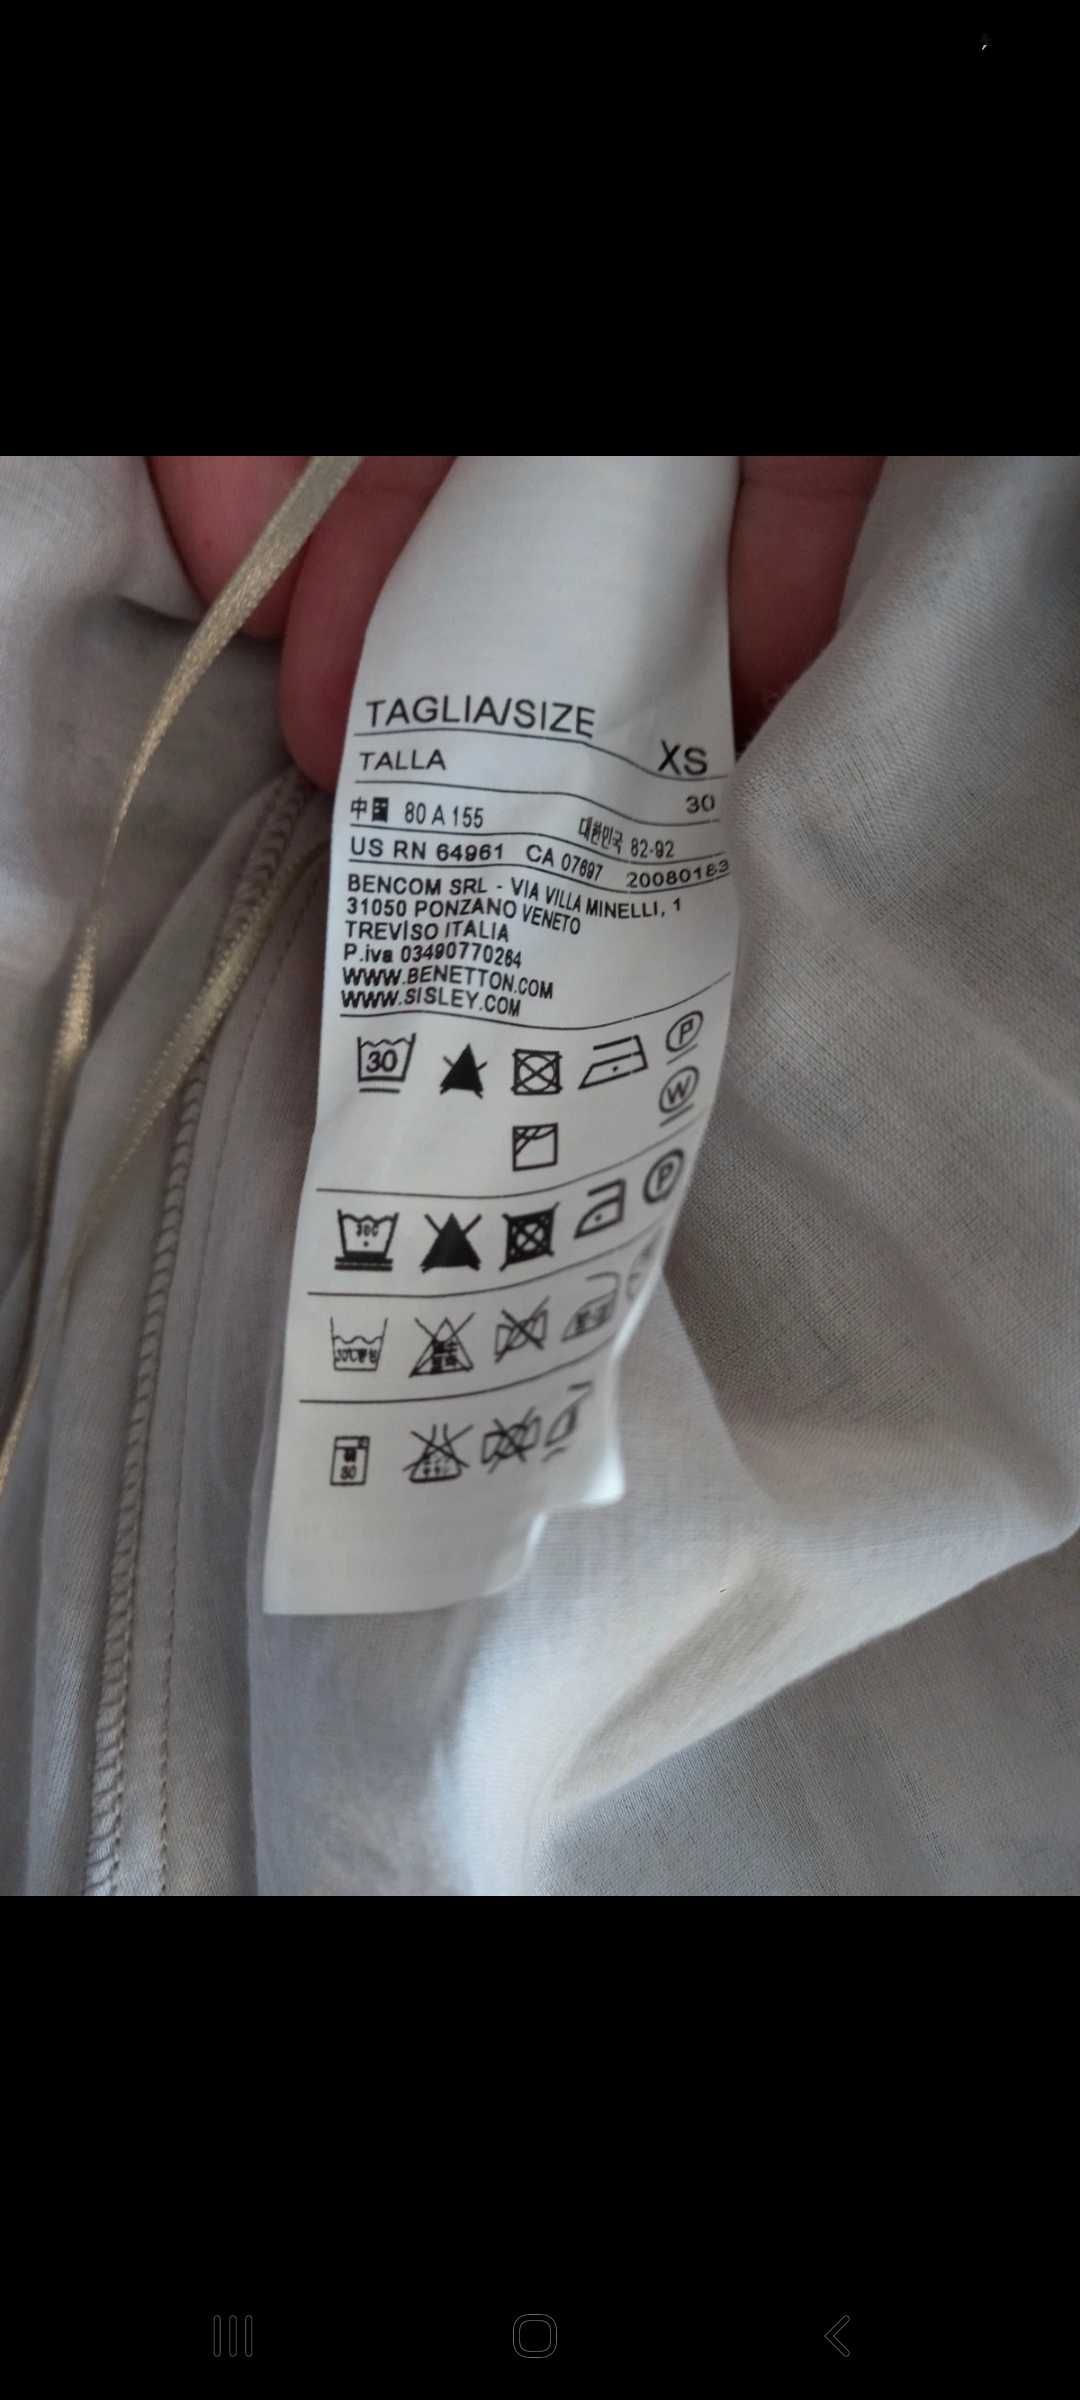 TAGLIA/SIZE XS
TALLA 30
中国 80 A 155 대한민국 82-92
US RN 64961 CA 07697 20080183
BENCOM SRL - VIA VILLA MINELLI, 1
31050 PONZANO VENETO
TREVISO ITALIA
P.iva 03490770264
WWW.BENETTON.COM
WWW.SISLEY.COM
30 P
W
30C P
30